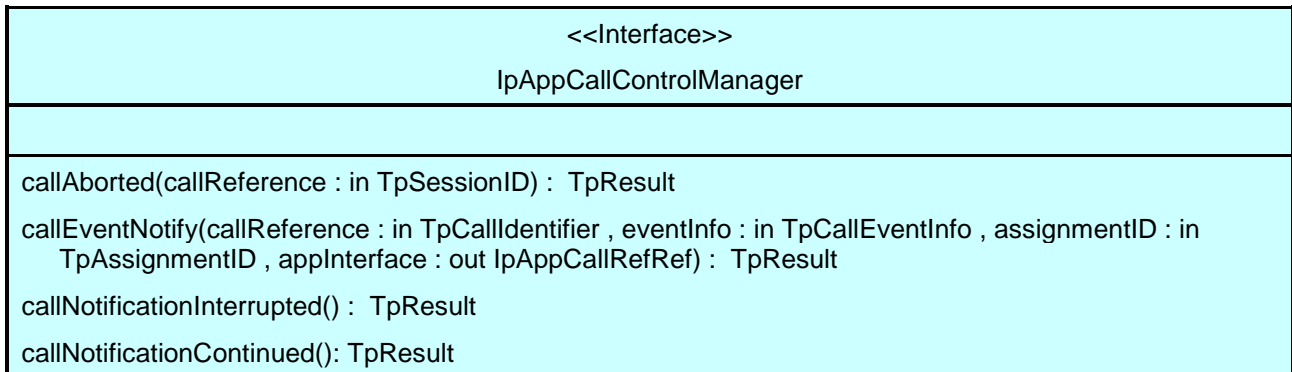 <<Interface>>
IpAppCallControlManager
callAborted(callReference : in TpSessionID) : TpResult
callEventNotify(callReference : in TpCallIdentifier , eventInfo : in TpCallEventInfo , assignmentID : in
TpAssignmentID , appInterface : out IpAppCallRefRef) : TpResult
callNotificationInterrupted() : TpResult
callNotificationContinued(): TpResult